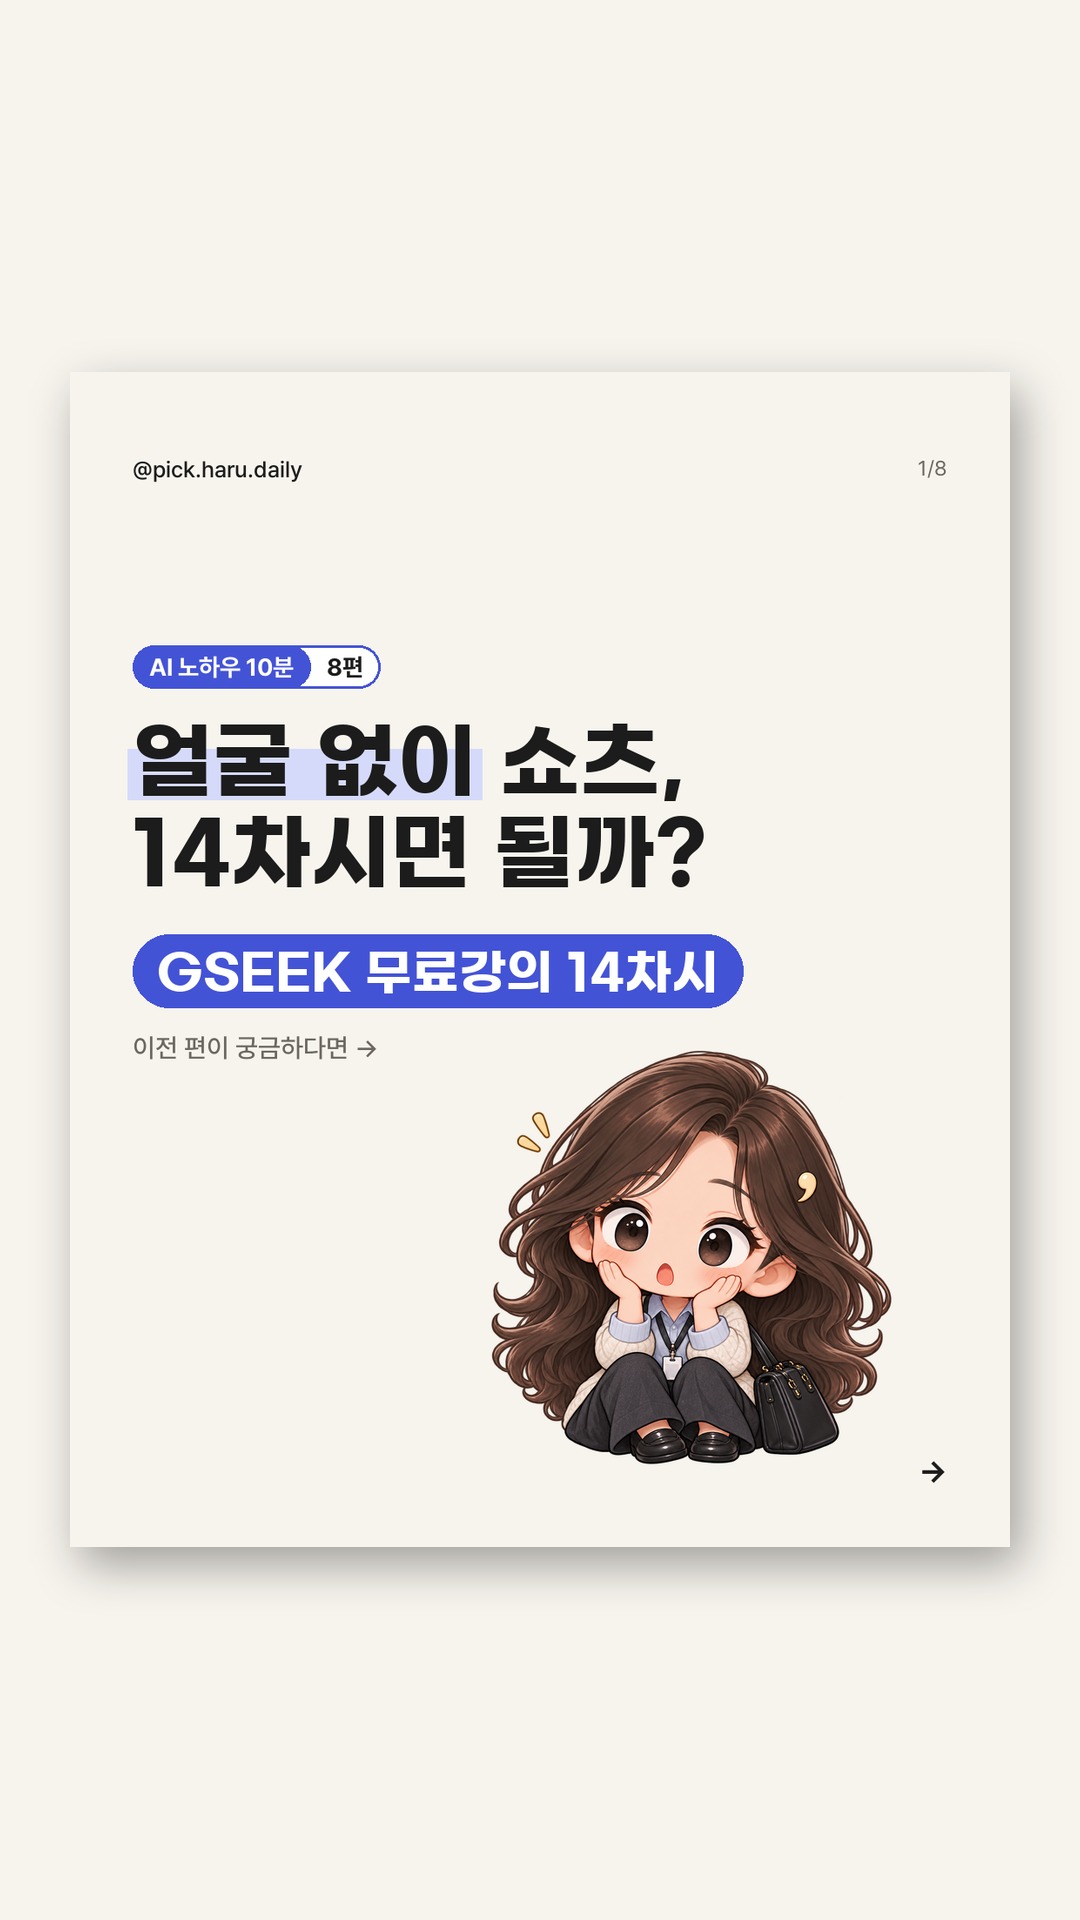 @pick.haru.daily
1/8
AI 노하우 10분 8편
얼굴 없이 쇼츠,
14차시면 될까?
GSEEK 무료강의 14차시
이전 편이 궁금하다면 →
→